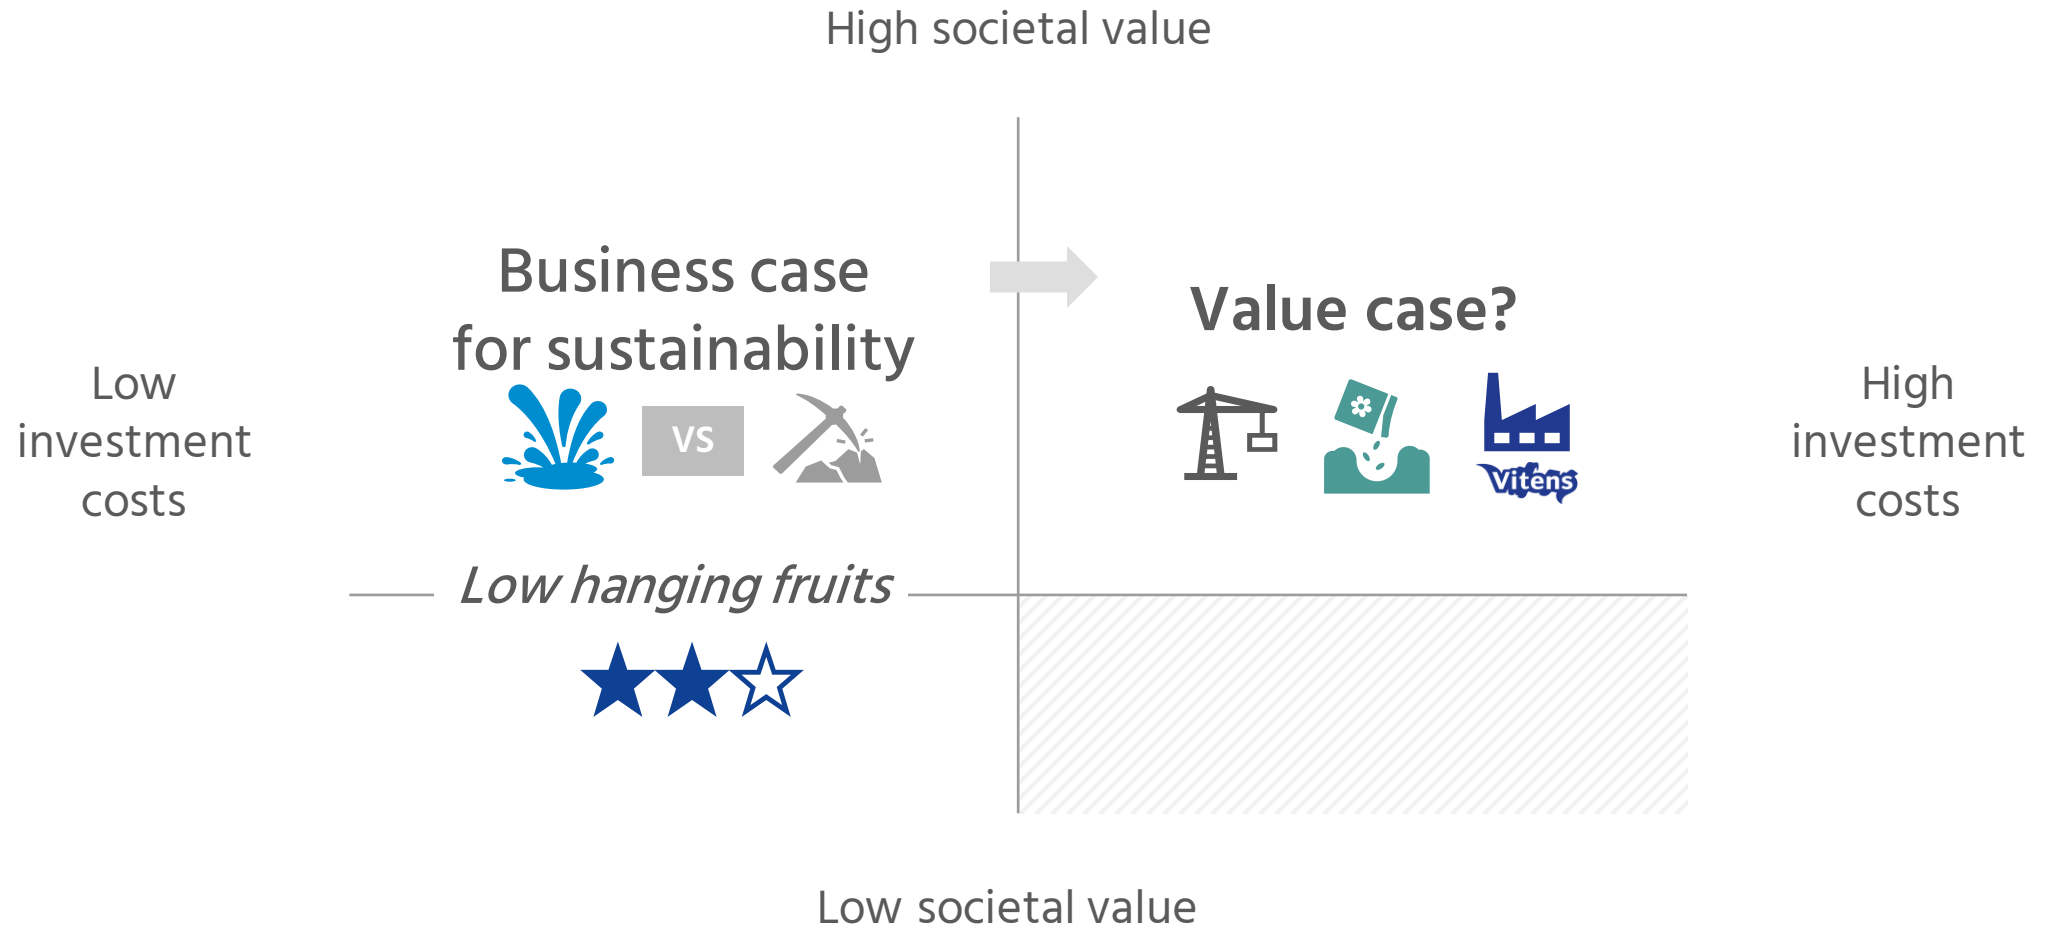 High societal value
Business case
for sustainability
Value case?
Low
investment
costs
High
investment
costs
VS
Vitens
Low hanging fruits
Low societal value